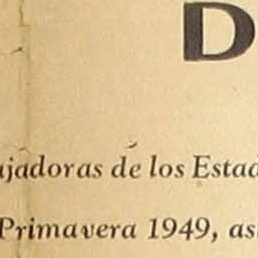 D
ajadoras de los Estad
Primavera 1949, as